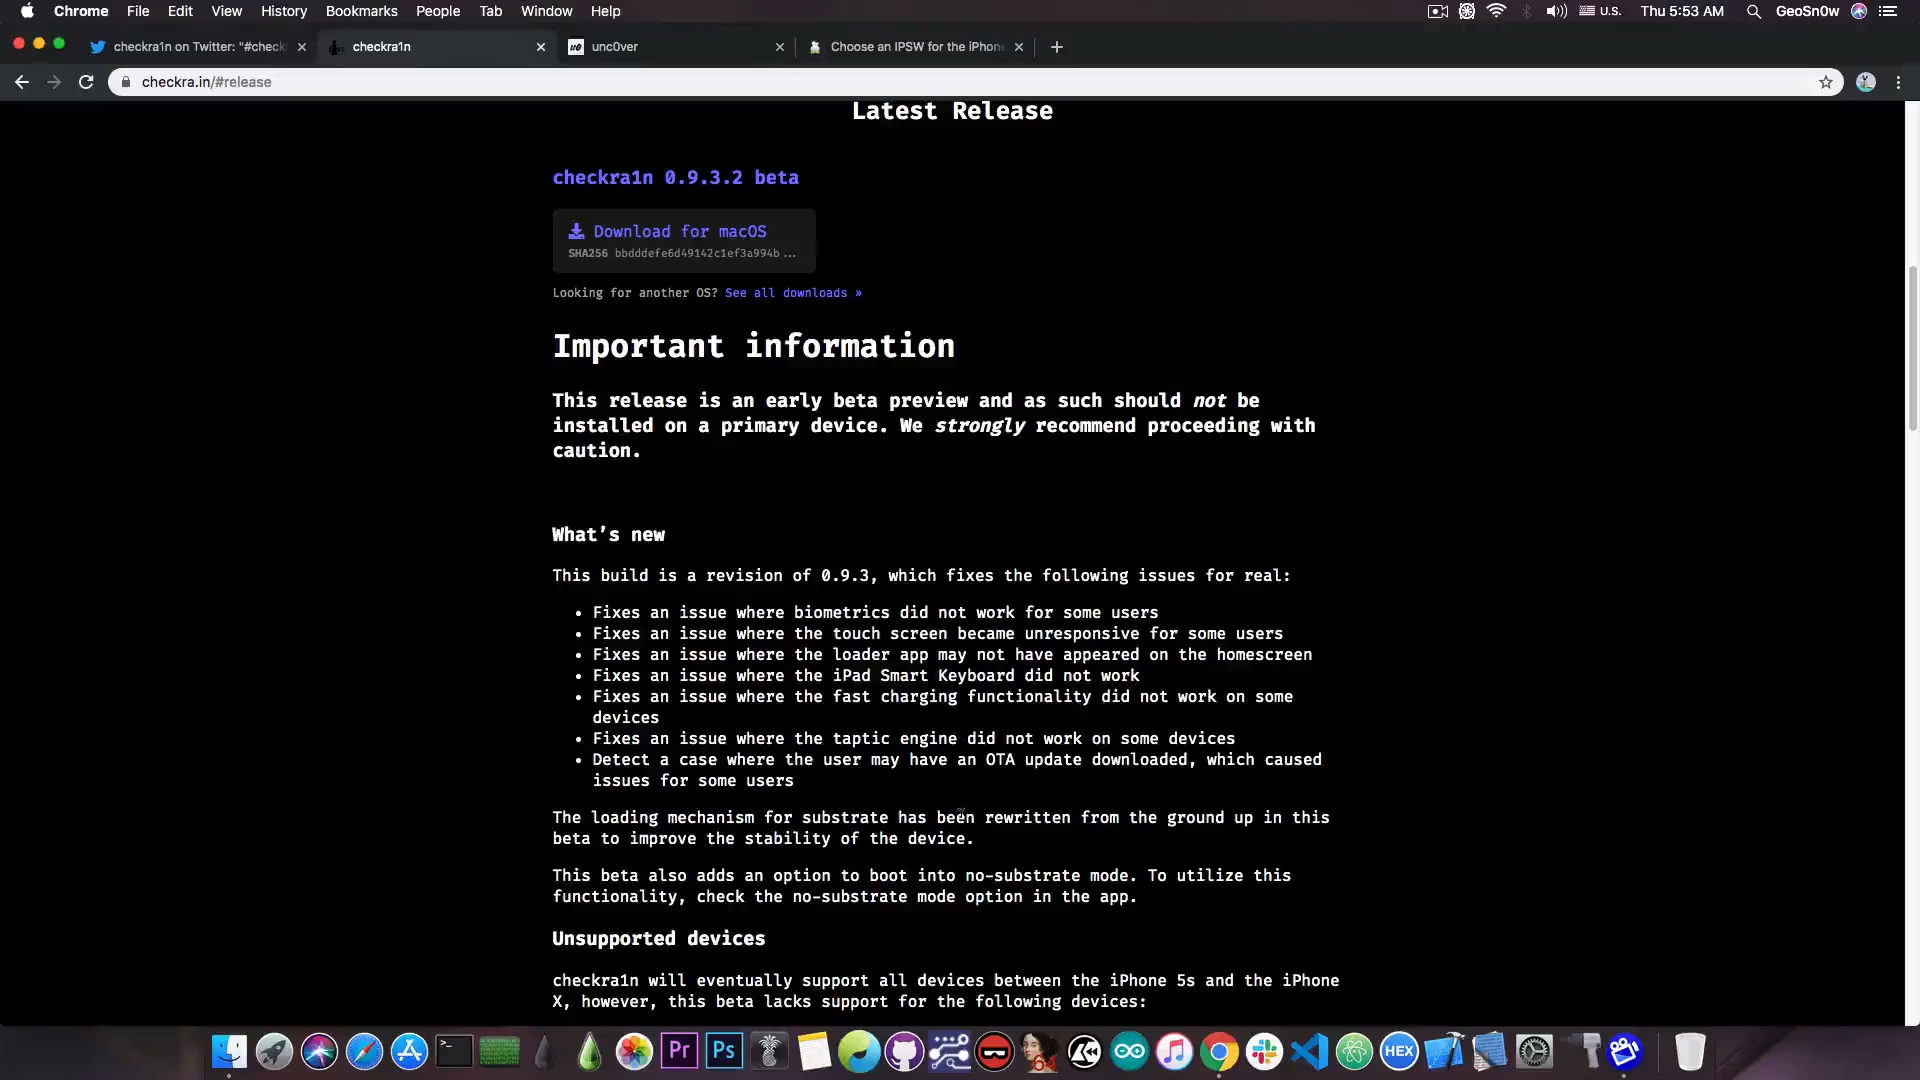 Chrome File Edit View History Bookmarks People Tab Window Help U.S. Thu 5:53 AM GeoSn0w
checkra1n on Twitter: "#check checkra1n unc0ver Choose an IPSW for the iPhone
checkra.in/#release
Latest Release
checkra1n 0.9.3.2 beta
Download for macOS
SHA256 bbdddefe6d49142c1ef3a994b ...
Looking for another OS? See all downloads »
Important information
This release is an early beta preview and as such should not be
installed on a primary device. We strongly recommend proceeding with
caution.
What's new
This build is a revision of 0.9.3, which fixes the following issues for real:
• Fixes an issue where biometrics did not work for some users
• Fixes an issue where the touch screen became unresponsive for some users
• Fixes an issue where the loader app may not have appeared on the homescreen
• Fixes an issue where the iPad Smart Keyboard did not work
• Fixes an issue where the fast charging functionality did not work on some
devices
• Fixes an issue where the taptic engine did not work on some devices
• Detect a case where the user may have an OTA update downloaded, which caused
issues for some users
The loading mechanism for substrate has been rewritten from the ground up in this
beta to improve the stability of the device.
This beta also adds an option to boot into no-substrate mode. To utilize this
functionality, check the no-substrate mode option in the app.
Unsupported devices
checkra1n will eventually support all devices between the iPhone 5s and the iPhone
X, however, this beta lacks support for the following devices:
Pr Ps 64 HEX